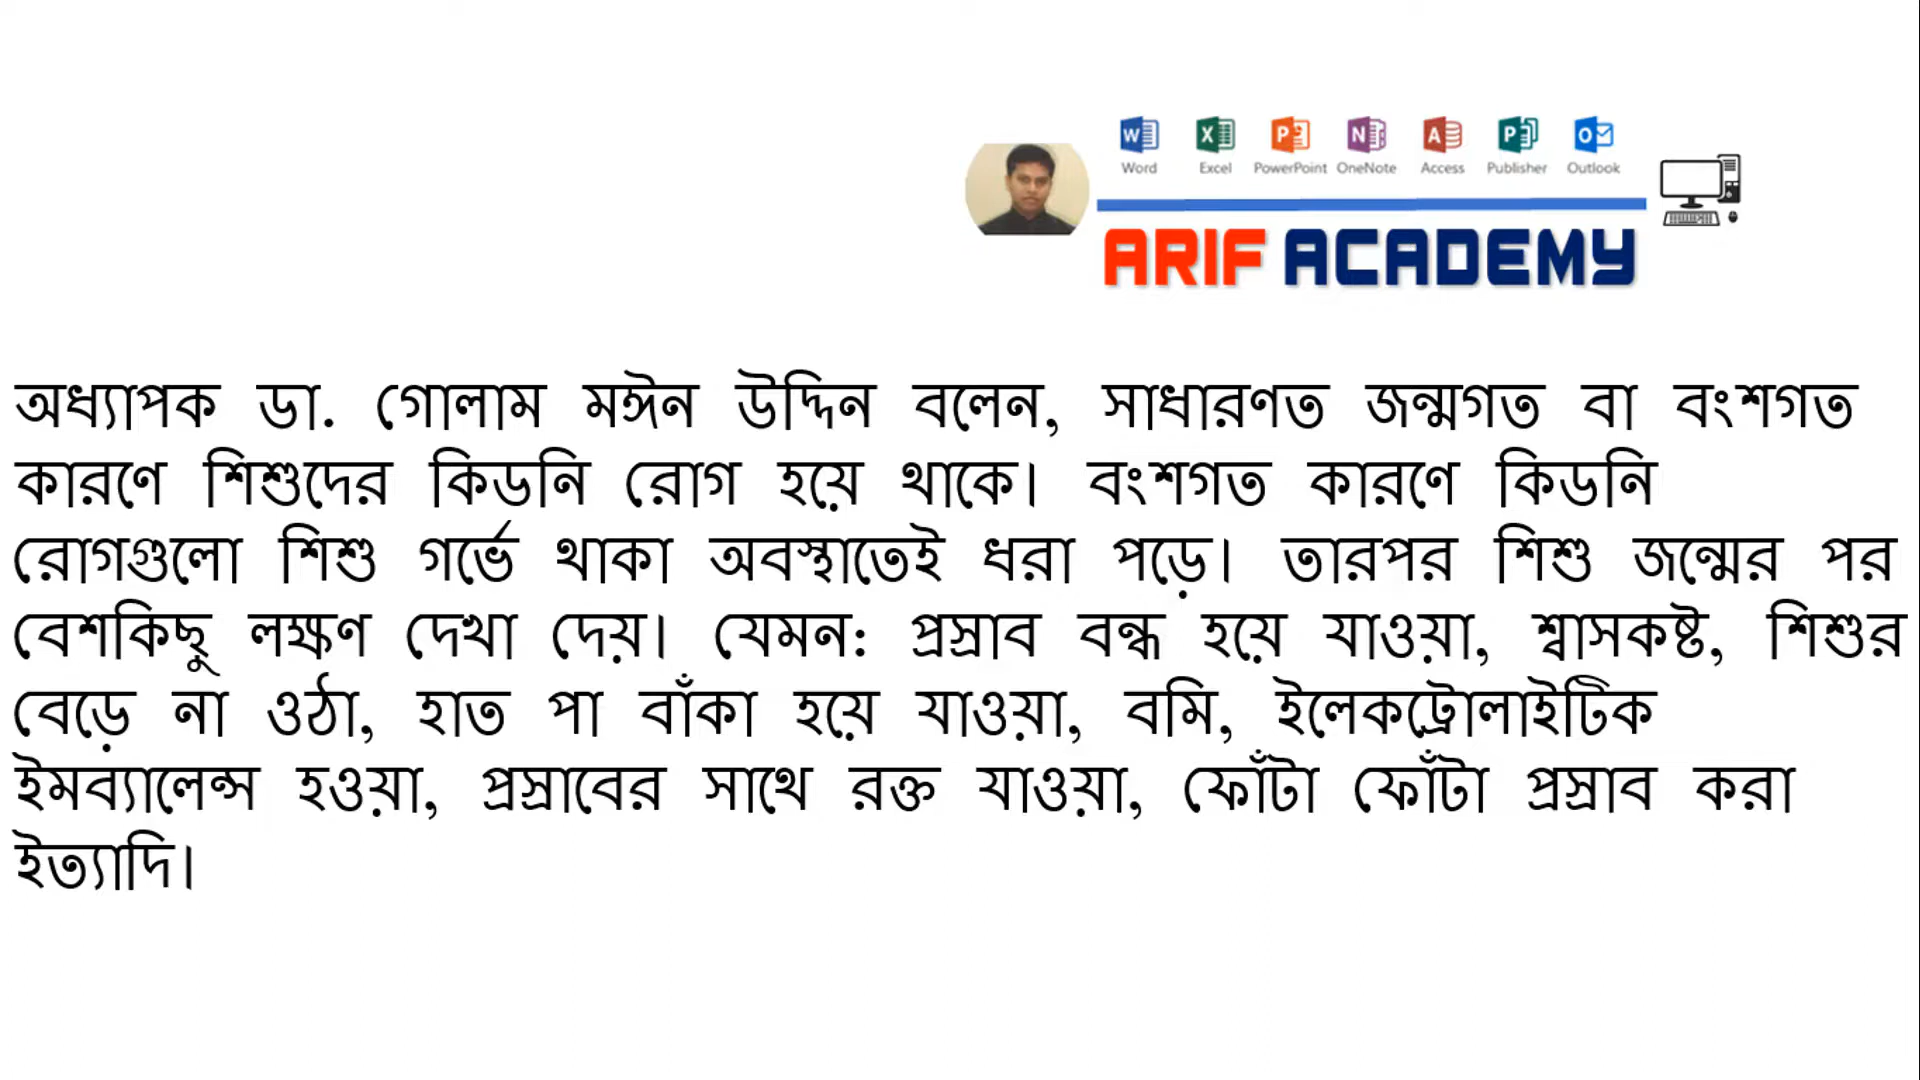 Word Excel PowerPoint OneNote Access Publisher Outlook
ARIF ACADEMY
অধ্যাপক ডা. গোলাম মঈন উদ্দিন বলেন, সাধারণত জন্মগত বা বংশগত
কারণে শিশুদের কিডনি রোগ হয়ে থাকে। বংশগত কারণে কিডনি
রোগগুলো শিশু গর্ভে থাকা অবস্থাতেই ধরা পড়ে। তারপর শিশু জন্মের পর
বেশকিছু লক্ষণ দেখা দেয়। যেমন: প্রস্রাব বন্ধ হয়ে যাওয়া, শ্বাসকষ্ট, শিশুর
বেড়ে না ওঠা, হাত পা বাঁকা হয়ে যাওয়া, বমি, ইলেকট্রোলাইটিক
ইমব্যালেন্স হওয়া, প্রস্রাবের সাথে রক্ত যাওয়া, ফোঁটা ফোঁটা প্রস্রাব করা
ইত্যাদি।